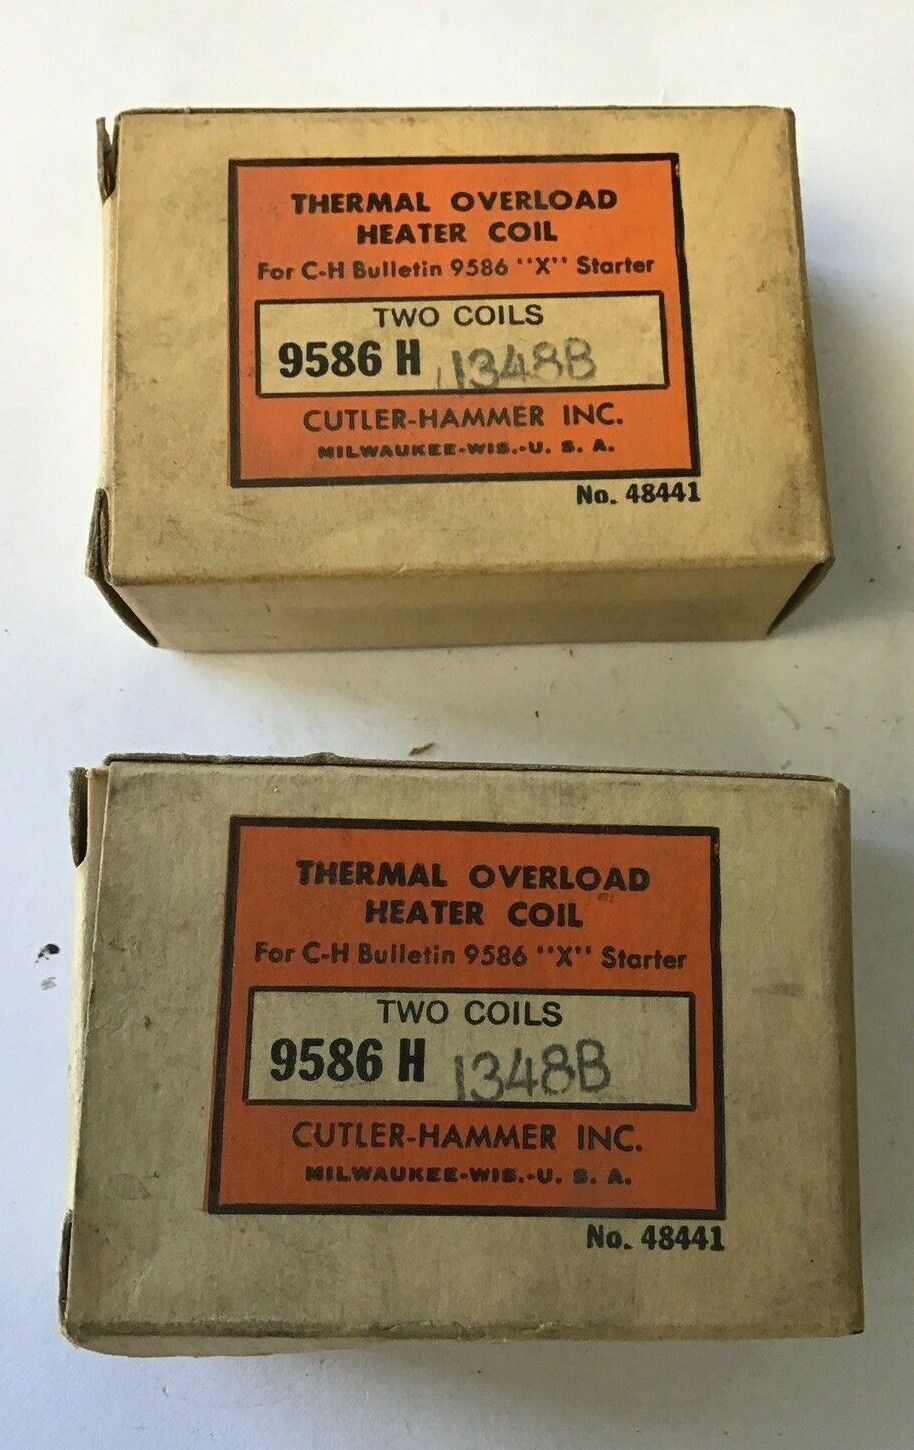 THERMAL OVERLOAD
HEATER COIL
For C-H Bulletin 9586 "X" Starter
TWO COILS
9586 H 1348B
CUTLER-HAMMER INC.
MILWAUKEE-WIS.-U. S. A.
No. 48441
THERMAL OVERLOAD
HEATER COIL
For C-H Bulletin 9586 "X" Starter
TWO COILS
9586 H 1348B
CUTLER-HAMMER INC.
MILWAUKEE-WIS.-U. S. A.
No. 48441